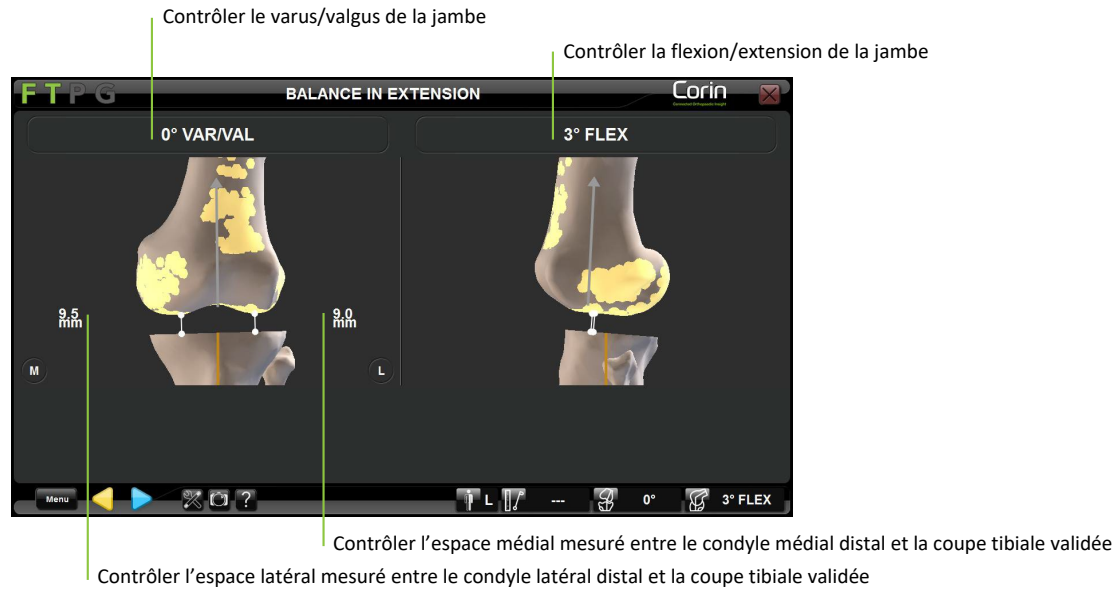 Contrôler le varus/valgus de la jambe
Contrôler la flexion/extension de la jambe
F T P G
BALANCE IN EXTENSION
Corin
0° VAR/VAL
3° FLEX
9.5
mm
9.0
mm
M
L
Menu
?
L
---
0°
3° FLEX
Contrôler l’espace médial mesuré entre le condyle médial distal et la coupe tibiale validée
Contrôler l’espace latéral mesuré entre le condyle latéral distal et la coupe tibiale validée